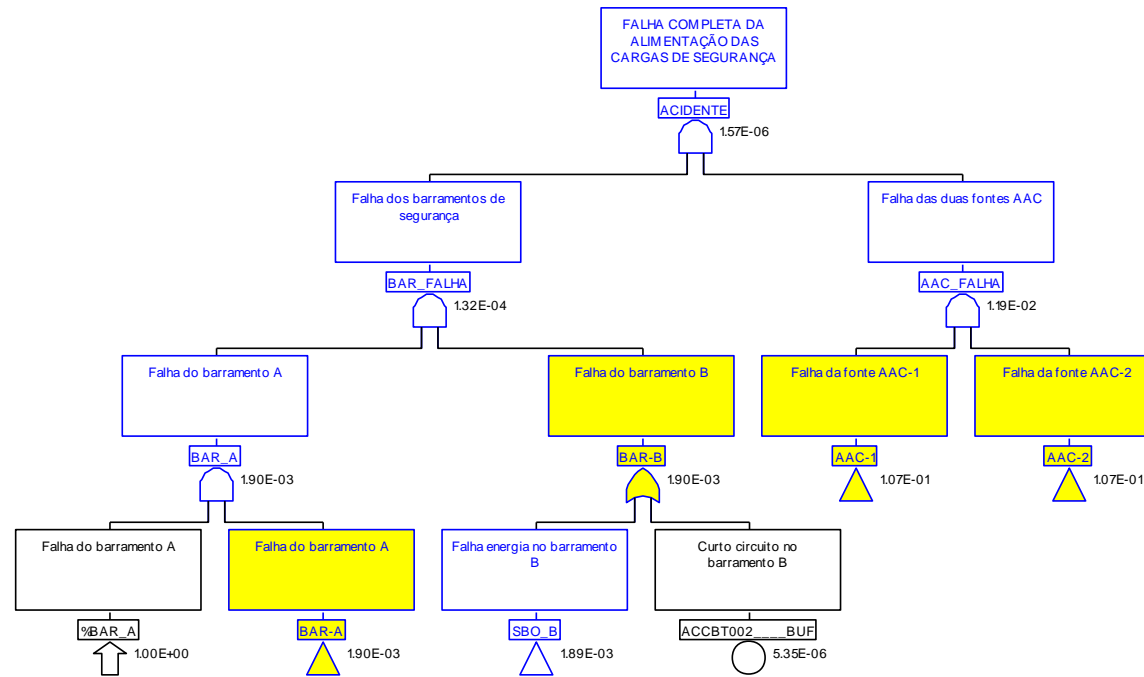 FALHA COMPLETA DA
ALIMENTAÇÃO DAS
CARGAS DE SEGURANÇA
ACIDENTE
1.57E-06
Falha dos barramentos de
segurança
BAR_FALHA
1.32E-04
Falha das duas fontes AAC
AAC_FALHA
1.19E-02
Falha do barramento A
BAR_A
1.90E-03
Falha do barramento B
BAR-B
1.90E-03
Falha da fonte AAC-1
AAC-1
1.07E-01
Falha da fonte AAC-2
AAC-2
1.07E-01
Falha do barramento A
%BAR_A
1.00E+00
Falha do barramento A
BAR-A
1.90E-03
Falha energia no barramento
B
SBO_B
1.89E-03
Curto circuito no
barramento B
ACCBT002____BUF
5.35E-06